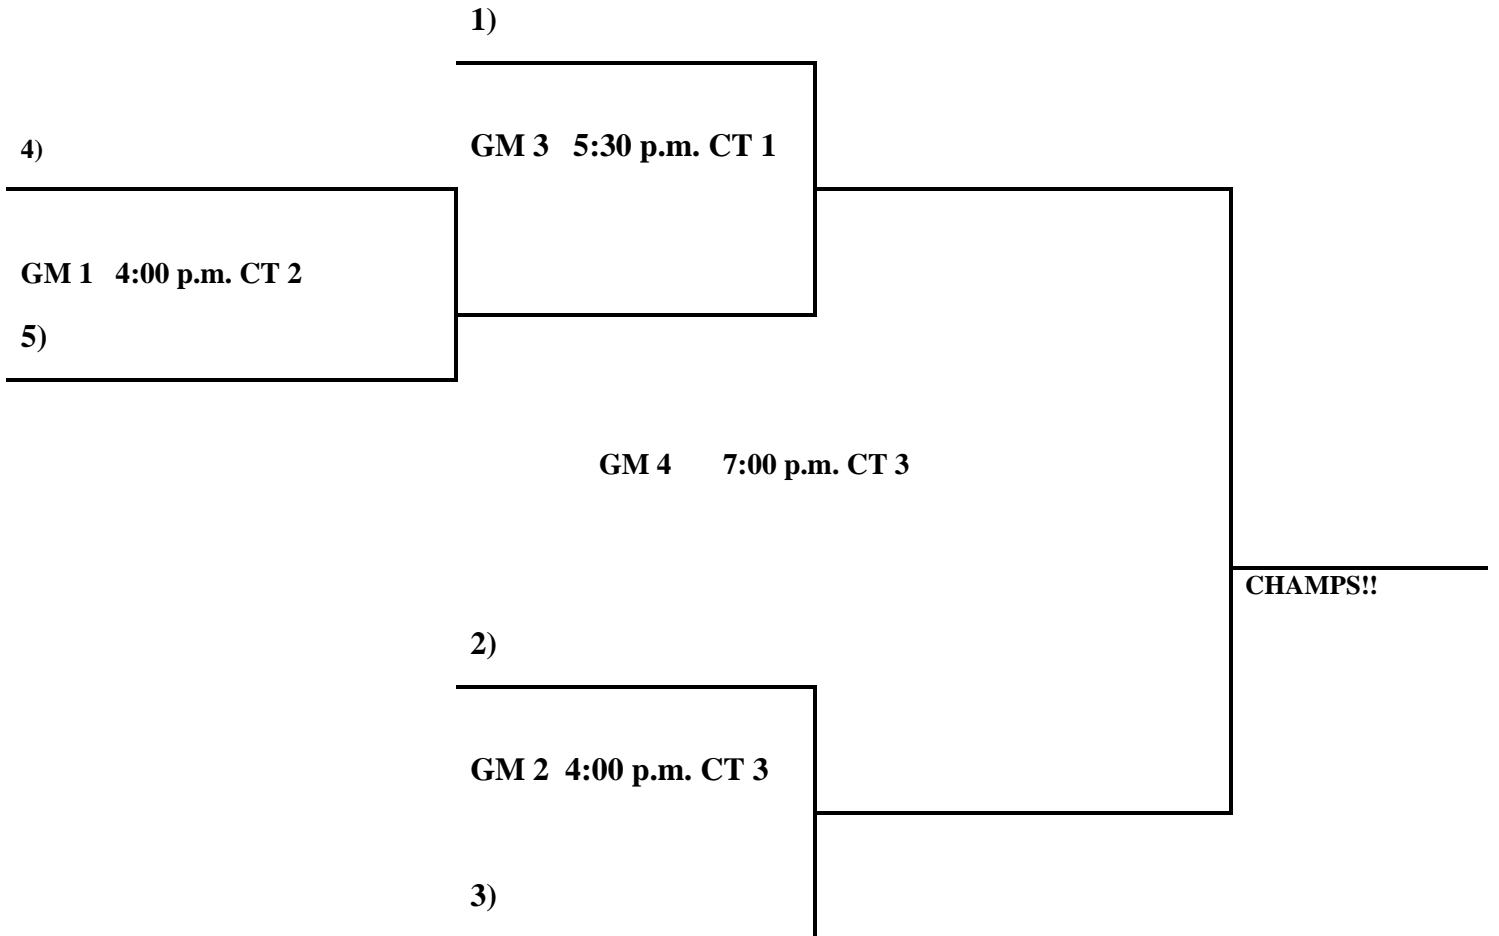 1)
4)
GM 3 5:30 p.m. CT 1
GM 1 4:00 p.m. CT 2
5)
GM 4 7:00 p.m. CT 3
CHAMPS!!
2)
GM 2 4:00 p.m. CT 3
3)